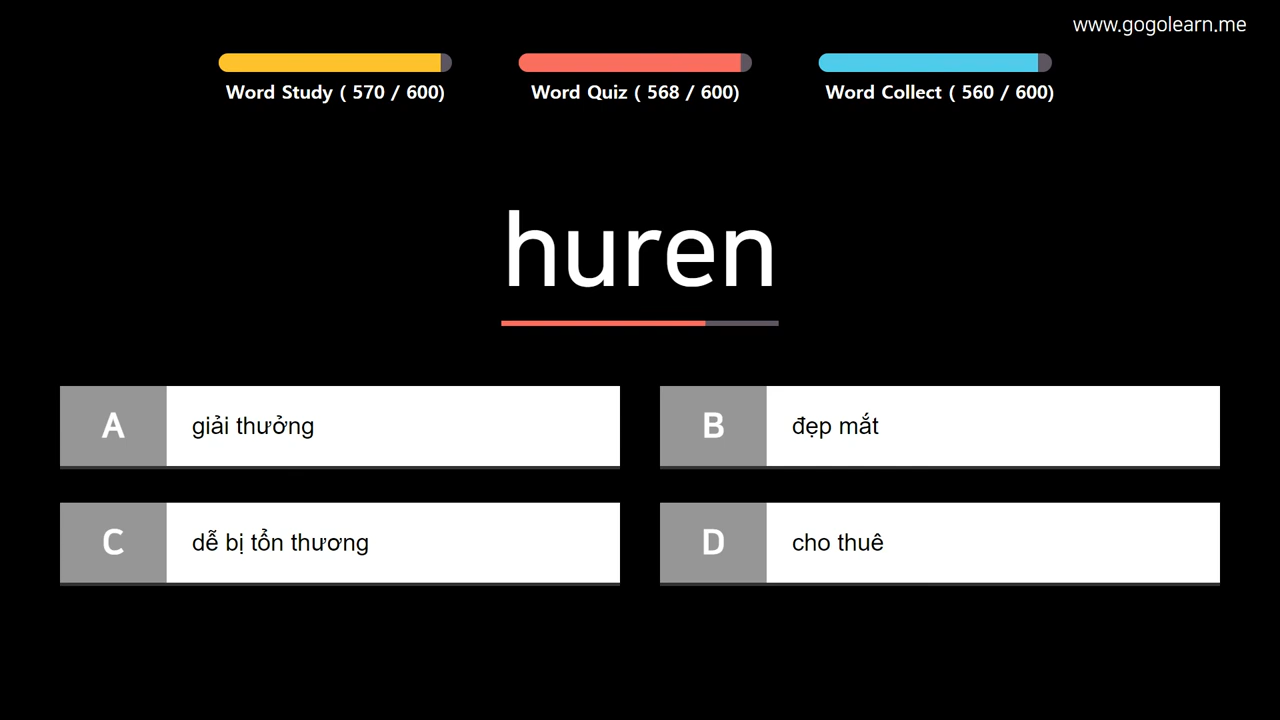 www.gogolearn.me
Word Study ( 570 / 600)
Word Quiz ( 568 / 600)
Word Collect ( 560 / 600)
huren
A
giải thưởng
B
đẹp mắt
C
dễ bị tổn thương
D
cho thuê